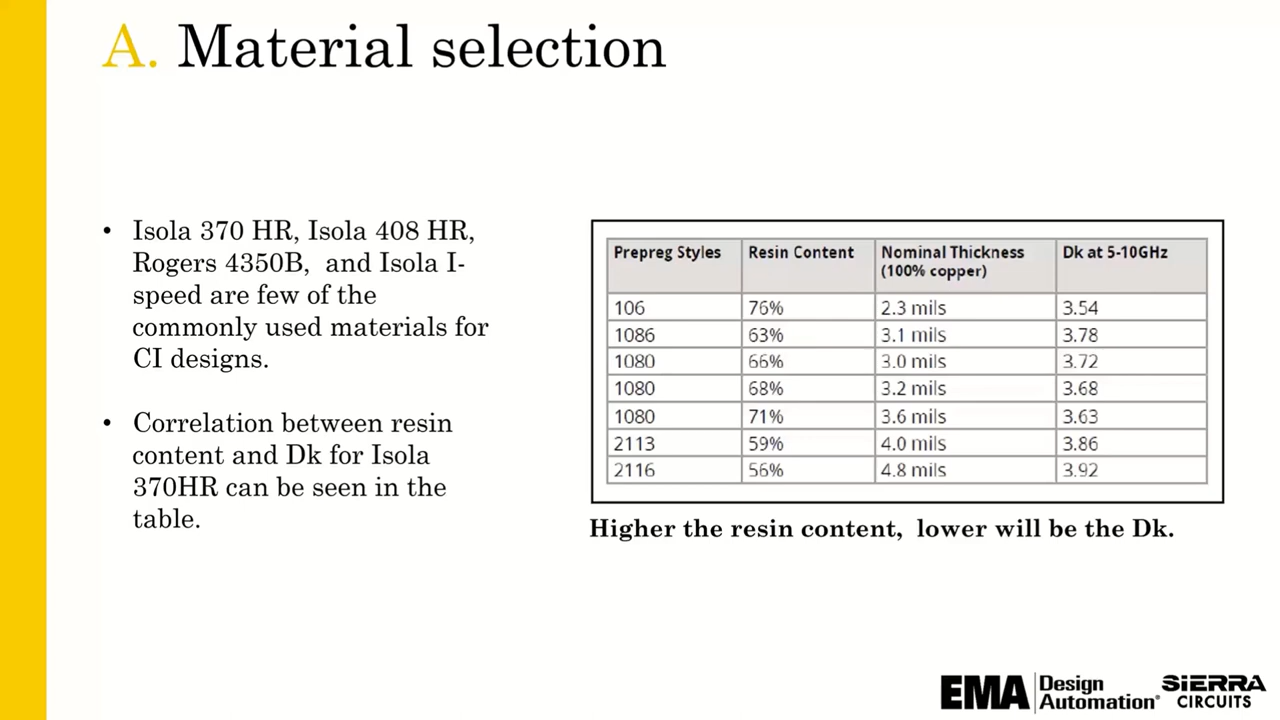 A. Material selection
• Isola 370 HR, Isola 408 HR,
Rogers 4350B,  and Isola I-
speed are few of the
commonly used materials for
CI designs.
• Correlation between resin
content and Dk for Isola
370HR can be seen in the
table.
Prepreg Styles Resin Content Nominal Thickness (100% copper) Dk at 5-10GHz
106 76% 2.3 mils 3.54
1086 63% 3.1 mils 3.78
1080 66% 3.0 mils 3.72
1080 68% 3.2 mils 3.68
1080 71% 3.6 mils 3.63
2113 59% 4.0 mils 3.86
2116 56% 4.8 mils 3.92
Higher the resin content,  lower will be the Dk.
EMA Design Automation®
SIERRA CIRCUITS